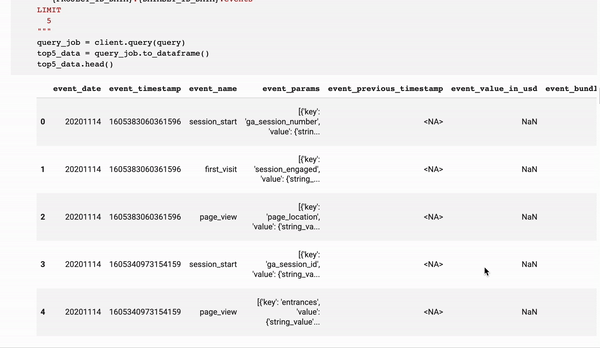 LIMIT
5
"""
query_job = client.query(query)
top5_data = query_job.to_dataframe()
top5_data.head()
event_date event_timestamp event_name event_params event_previous_timestamp event_value_in_usd event_bundl
0 20201114 1605383060361596 session_start [{'key': 'ga_session_number', 'value': {'strin... <NA> NaN
1 20201114 1605383060361596 first_visit [{'key': 'session_engaged', 'value': {'string_... <NA> NaN
2 20201114 1605383060361596 page_view [{'key': 'page_location', 'value': {'string_va... <NA> NaN
3 20201114 1605340973154159 session_start [{'key': 'ga_session_id', 'value': {'string_va... <NA> NaN
4 20201114 1605340973154159 page_view [{'key': 'entrances', 'value': {'string_value'... <NA> NaN